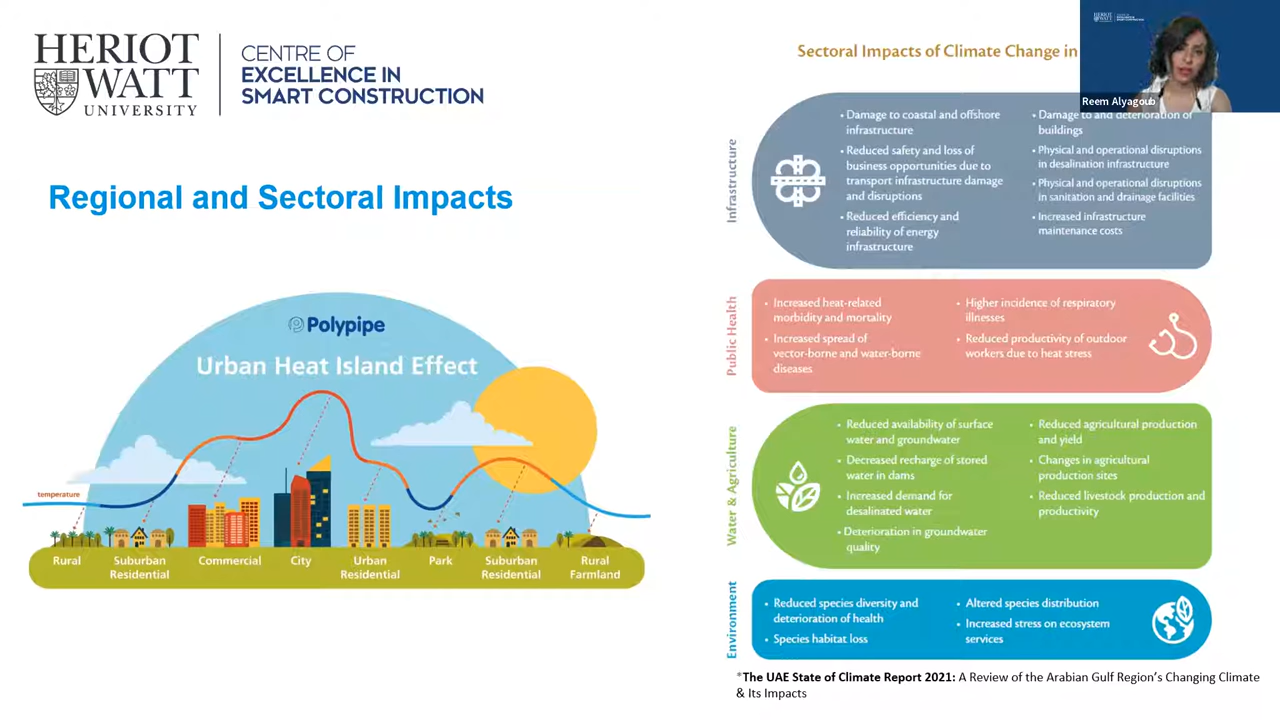 HERIOT
WATT
UNIVERSITY
CENTRE OF
EXCELLENCE IN
SMART CONSTRUCTION
Regional and Sectoral Impacts
Polypipe
Urban Heat Island Effect
temperature
Rural
Suburban
Residential
Commercial
City
Urban
Residential
Park
Suburban
Residential
Rural
Farmland
Sectoral Impacts of Climate Change in
Reem Alyagoub
Infrastructure
• Damage to coastal and offshore
infrastructure
• Reduced safety and loss of
business opportunities due to
transport infrastructure damage
and disruptions
• Reduced efficiency and
reliability of energy
infrastructure
• Damage to and deterioration of
buildings
• Physical and operational disruptions
in desalination infrastructure
• Physical and operational disruptions
in sanitation and drainage facilities
• Increased infrastructure
maintenance costs
Public Health
• Increased heat-related
morbidity and mortality
• Increased spread of
vector-borne and water-borne
diseases
• Higher incidence of respiratory
illnesses
• Reduced productivity of outdoor
workers due to heat stress
Water & Agriculture
• Reduced availability of surface
water and groundwater
• Decreased recharge of stored
water in dams
• Increased demand for
desalinated water
• Deterioration in groundwater
quality
• Reduced agricultural production
and yield
• Changes in agricultural
production sites
• Reduced livestock production and
productivity
Environment
• Reduced species diversity and
deterioration of health
• Species habitat loss
• Altered species distribution
• Increased stress on ecosystem
services
*The UAE State of Climate Report 2021: A Review of the Arabian Gulf Region's Changing Climate
& Its Impacts